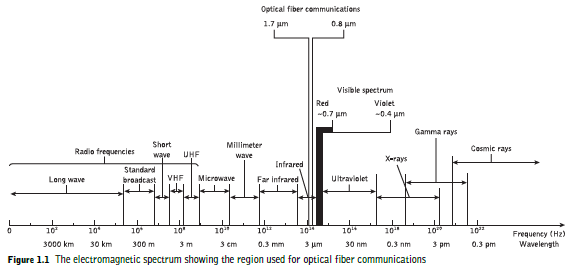 Optical fiber communications
1.7 µm 0.8 µm
Visible spectrum
Red Violet
~0.7 µm ~0.4 µm
Gamma rays
Cosmic rays
Radio frequencies
Short wave
UHF
Millimeter wave
Infrared
X-rays
Long wave
Standard broadcast
VHF
Microwave
Far infrared
Ultraviolet
0 10² 10⁴ 10⁶ 10⁸ 10¹⁰ 10¹² 10¹⁴ 10¹⁸ 10²⁰ 10²² Frequency (Hz)
3000 km 30 km 300 m 3 m 3 cm 0.3 mm 3 µm 30 nm 0.3 nm 3 pm 0.3 pm Wavelength
Figure 1.1 The electromagnetic spectrum showing the region used for optical fiber communications